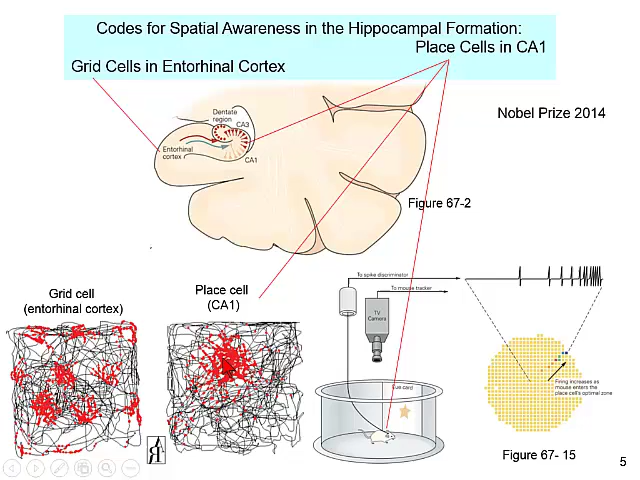 Codes for Spatial Awareness in the Hippocampal Formation:
Place Cells in CA1
Grid Cells in Entorhinal Cortex
Nobel Prize 2014
Dentate
region
CA3
Entorhinal
cortex
CA1
Figure 67-2
To spike discriminator
To mouse tracker
TV
Camera
Cue card
Grid cell
(entorhinal cortex)
Place cell
(CA1)
Firing increases as
mouse enters the
place cell's optimal zone
Figure 67- 15
5